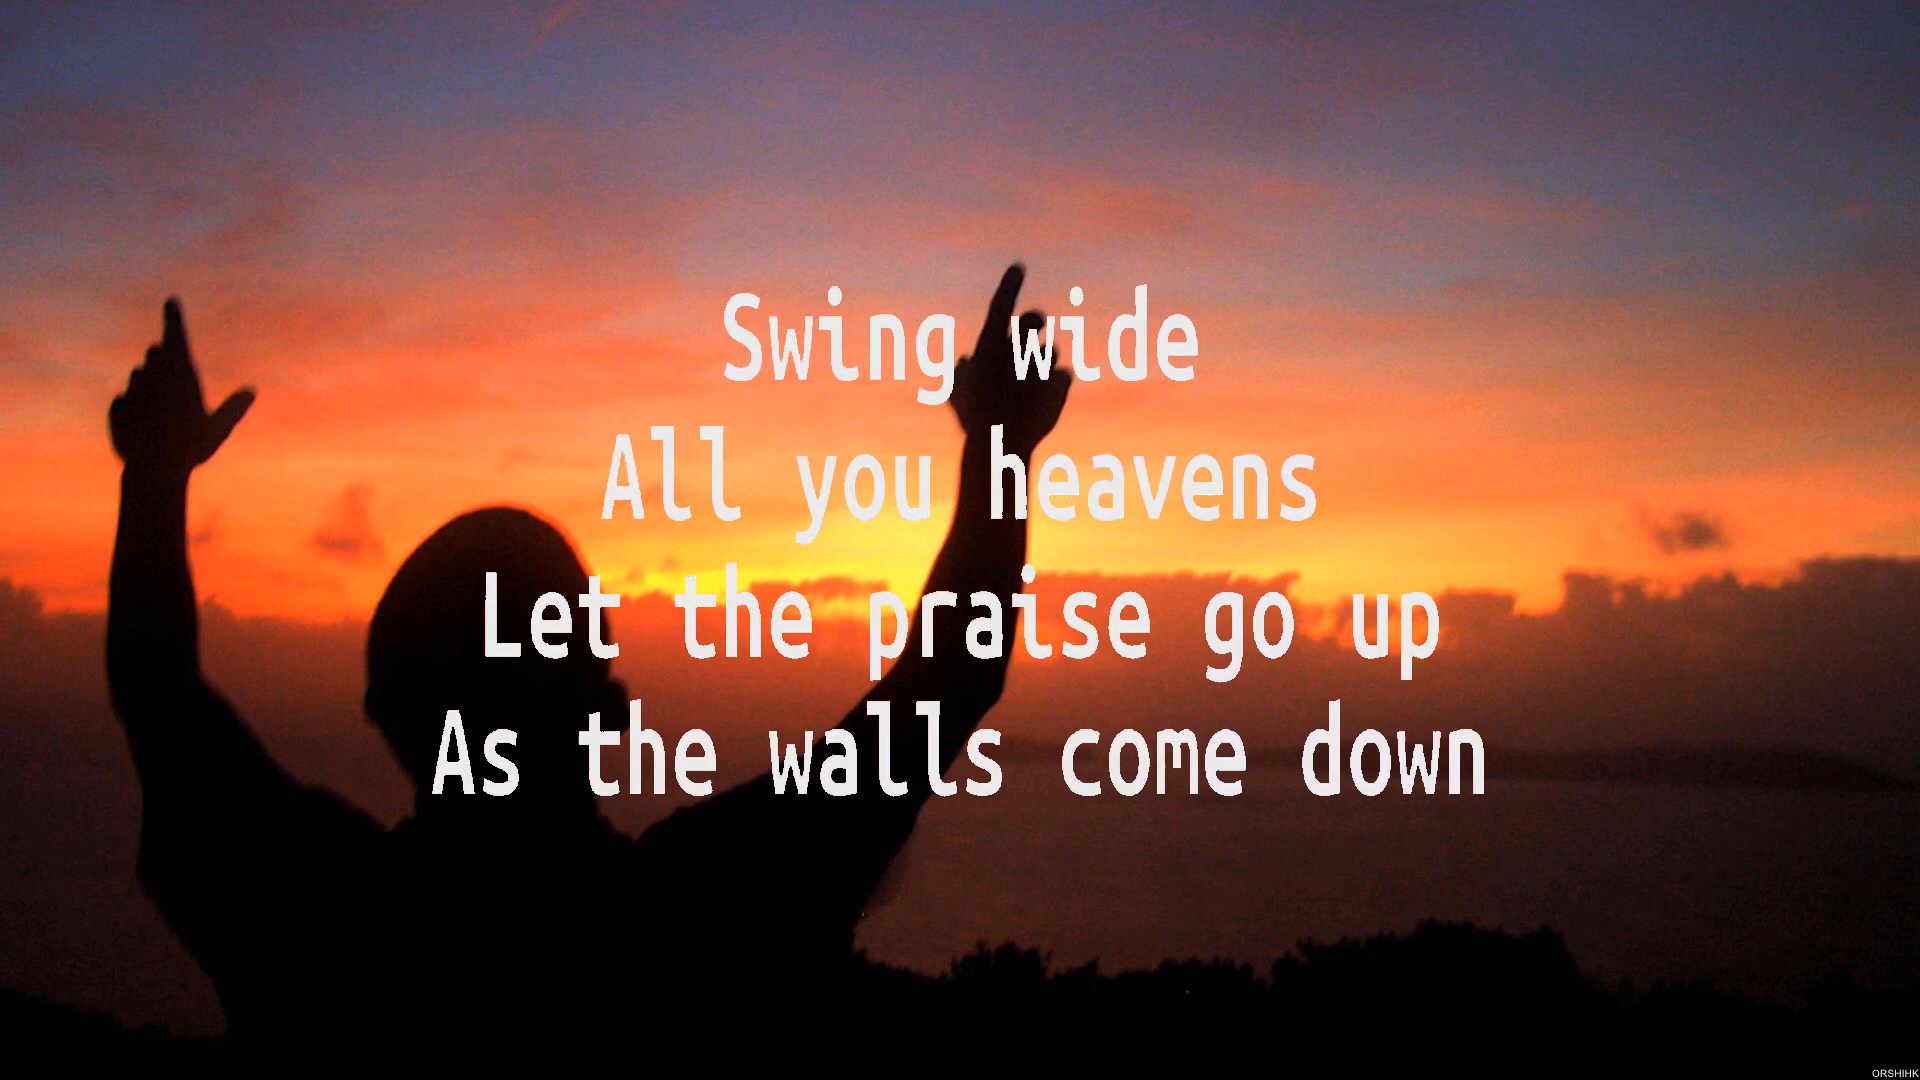 Swing wide
All you heavens
Let the praise go up
As the walls come down
ORSHIHK